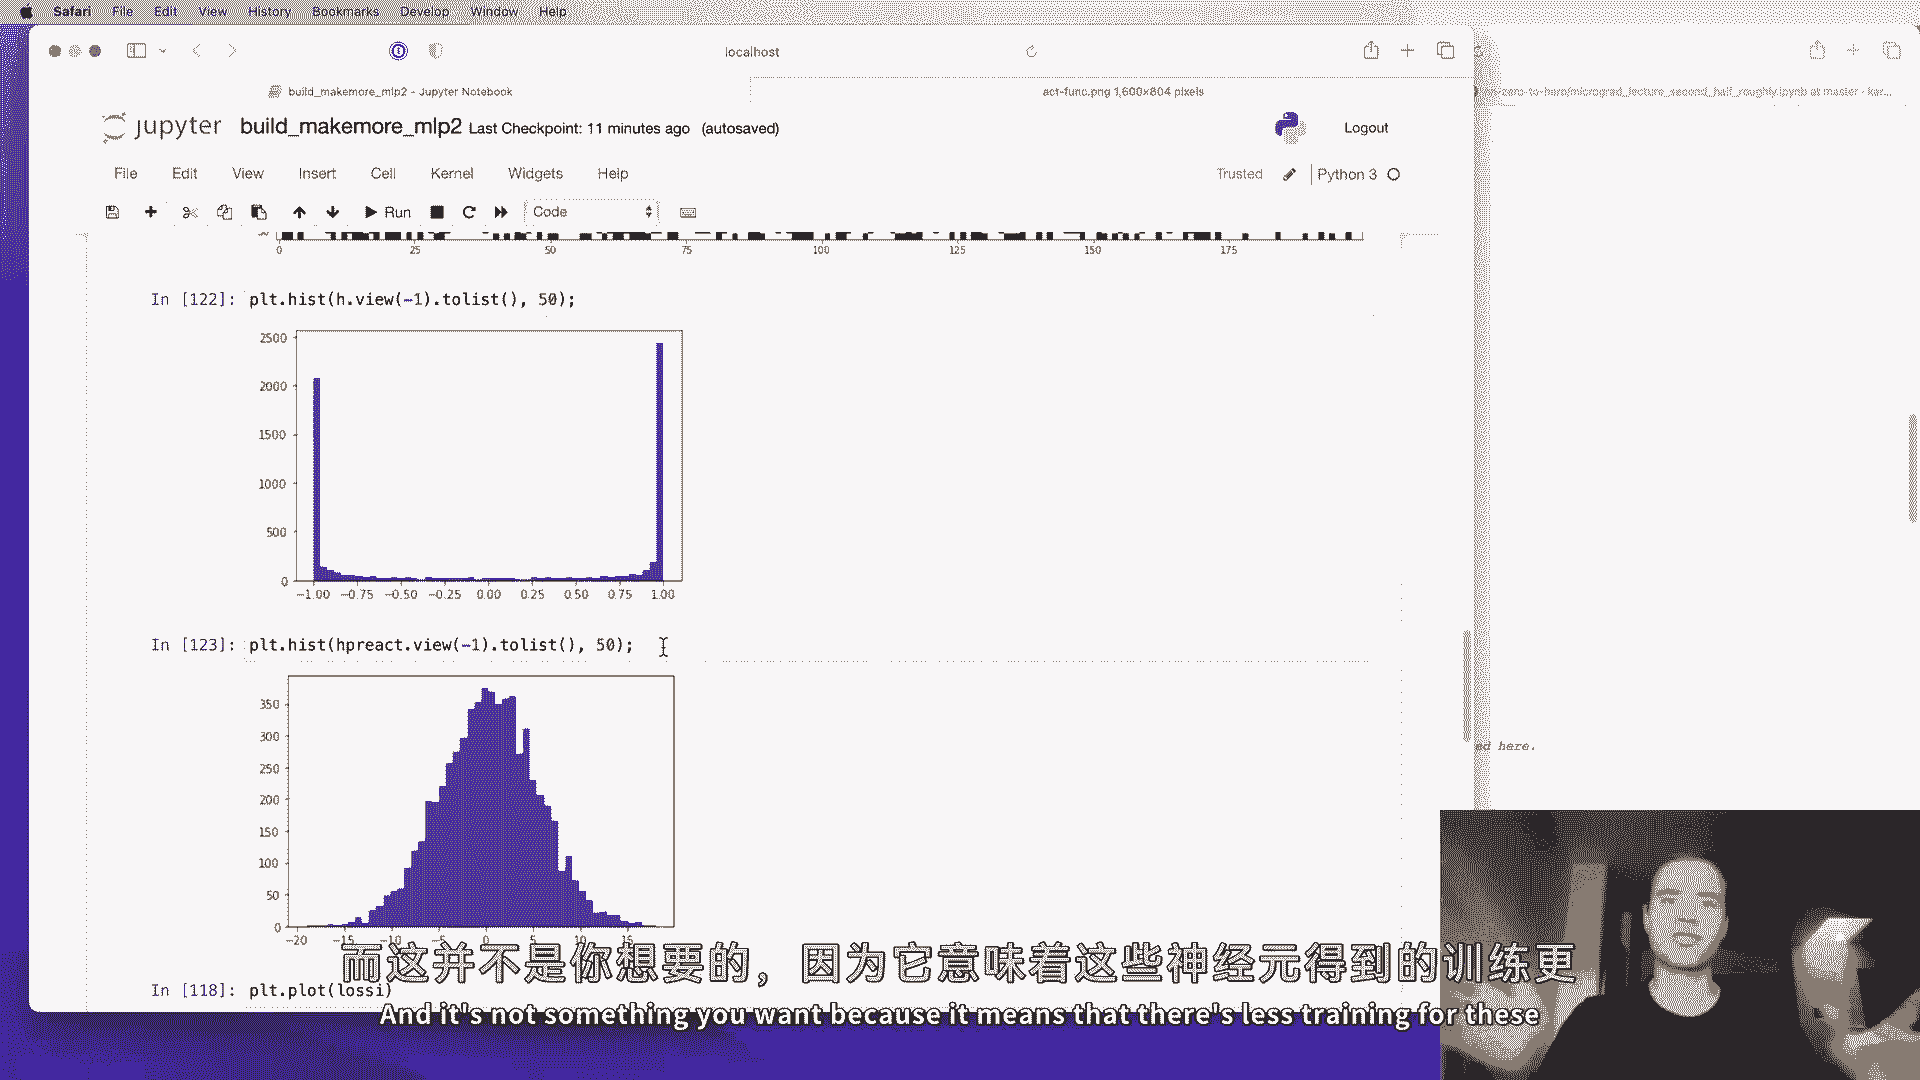 Safari File Edit View History Bookmarks Develop Window Help
localhost
build_makemore_mlp2 - Jupyter Notebook
act-func.png 1,600×804 pixels
-zero-to-hero/micrograd_lecture_second_half_roughly.ipynb at master - kar...
jupyter build_makemore_mlp2 Last Checkpoint: 11 minutes ago (autosaved)
Logout
File Edit View Insert Cell Kernel Widgets Help
Trusted Python 3
Run Code
0 25 50 75 100 125 150 175
In [122]: plt.hist(h.view(-1).tolist(), 50);
2500
2000
1500
1000
500
0
−1.00 −0.75 −0.50 −0.25 0.00 0.25 0.50 0.75 1.00
In [123]: plt.hist(hpreact.view(-1).tolist(), 50);
350
300
250
200
150
100
50
0
−20 −15 −10 −5 0 5 10 15
ed here.
而这并不是你想要的，因为它意味着这些神经元得到的训练更
In [118]: plt.plot(lossi)
And it's not something you want because it means that there's less training for these